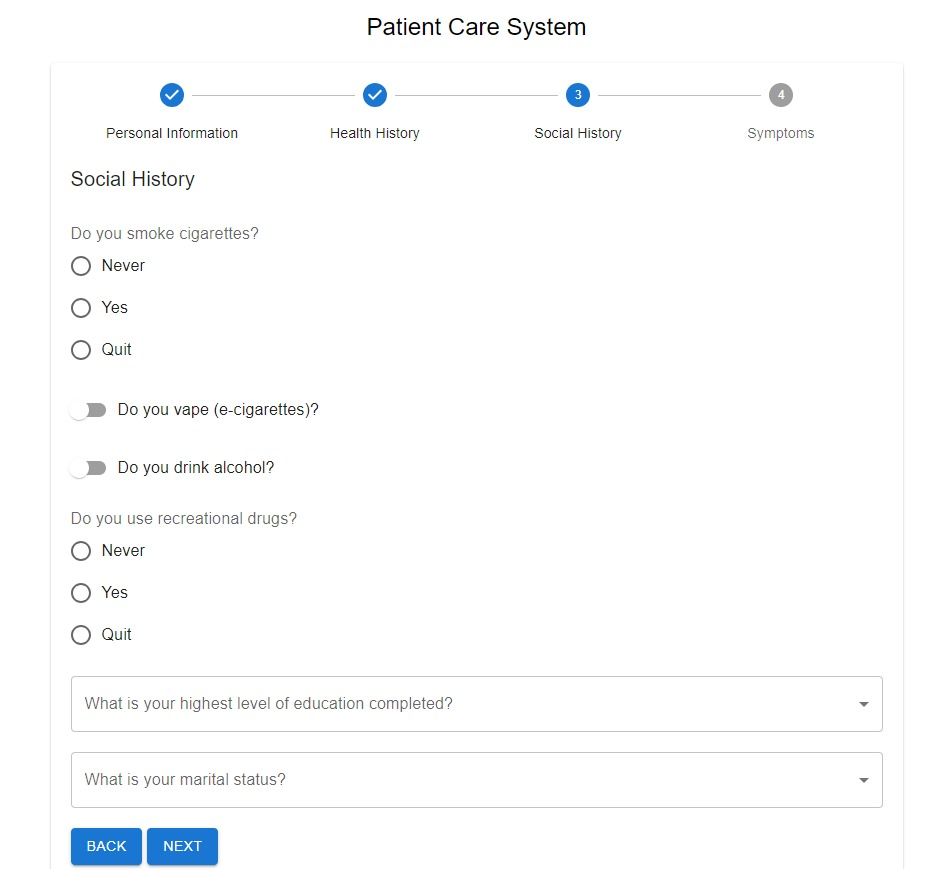 Patient Care System
3
4
Personal Information
Health History
Social History
Symptoms
Social History
Do you smoke cigarettes?
Never
Yes
Quit
Do you vape (e-cigarettes)?
Do you drink alcohol?
Do you use recreational drugs?
Never
Yes
Quit
What is your highest level of education completed?
What is your marital status?
BACK
NEXT